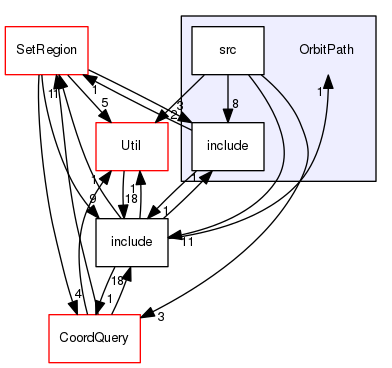 SetRegion
src
OrbitPath
11
1
5
3
2
8
1
Util
include
1
9
1
18
1
1
include
11
4
1
18
3
CoordQuery